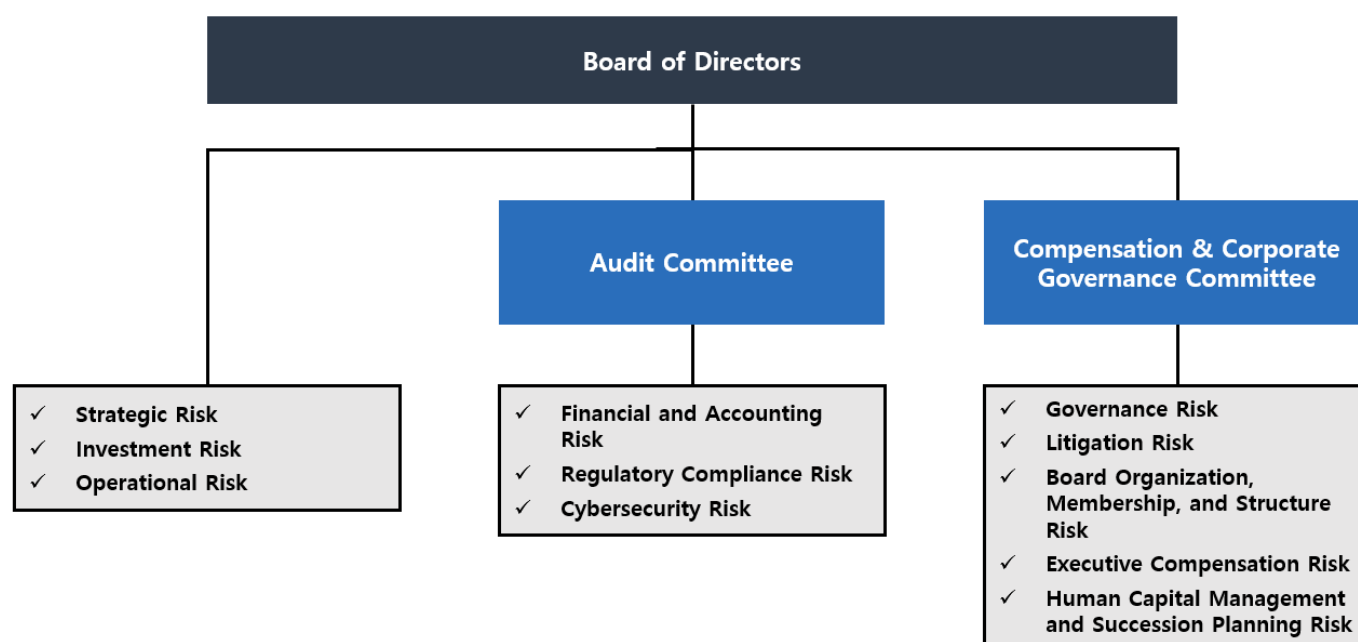 Board of Directors
Audit Committee
Compensation & Corporate
Governance Committee
✓ Strategic Risk
✓ Investment Risk
✓ Operational Risk
✓ Financial and Accounting
Risk
✓ Regulatory Compliance Risk
✓ Cybersecurity Risk
✓ Governance Risk
✓ Litigation Risk
✓ Board Organization,
Membership, and Structure
Risk
✓ Executive Compensation Risk
✓ Human Capital Management
and Succession Planning Risk